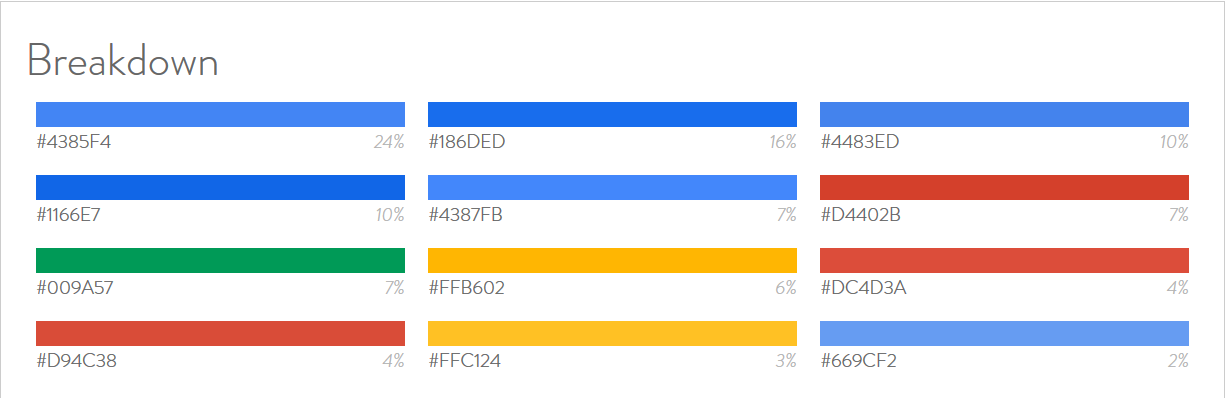 Breakdown
#4385F4 24% #186DED 16% #4483ED 10%
#1166E7 10% #4387FB 7% #D4402B 7%
#009A57 7% #FFB602 6% #DC4D3A 4%
#D94C38 4% #FFC124 3% #669CF2 2%